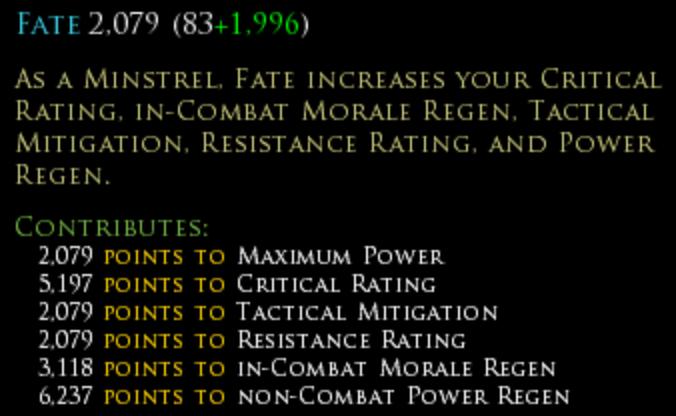 Fate 2,079 (83+1,996)
As a Minstrel, Fate increases your Critical
Rating, in-Combat Morale Regen, Tactical
Mitigation, Resistance Rating, and Power
Regen.
Contributes:
2,079 points to Maximum Power
5,197 points to Critical Rating
2,079 points to Tactical Mitigation
2,079 points to Resistance Rating
3,118 points to in-Combat Morale Regen
6,237 points to non-Combat Power Regen